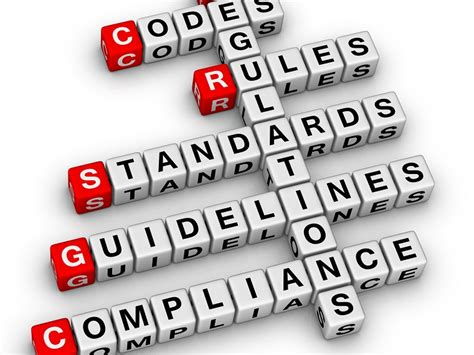 CODES
RULES
STANDARDS
GUIDELINES
COMPLIANCE
REGULATIONS